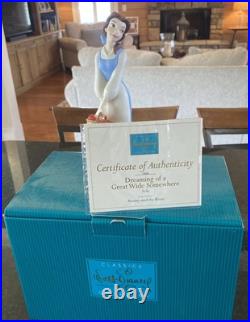 Certificate of Authenticity
Dreaming of a
Great Wide Somewhere
Belle
Beauty and the Beast
CLASSICS
Walt Disney